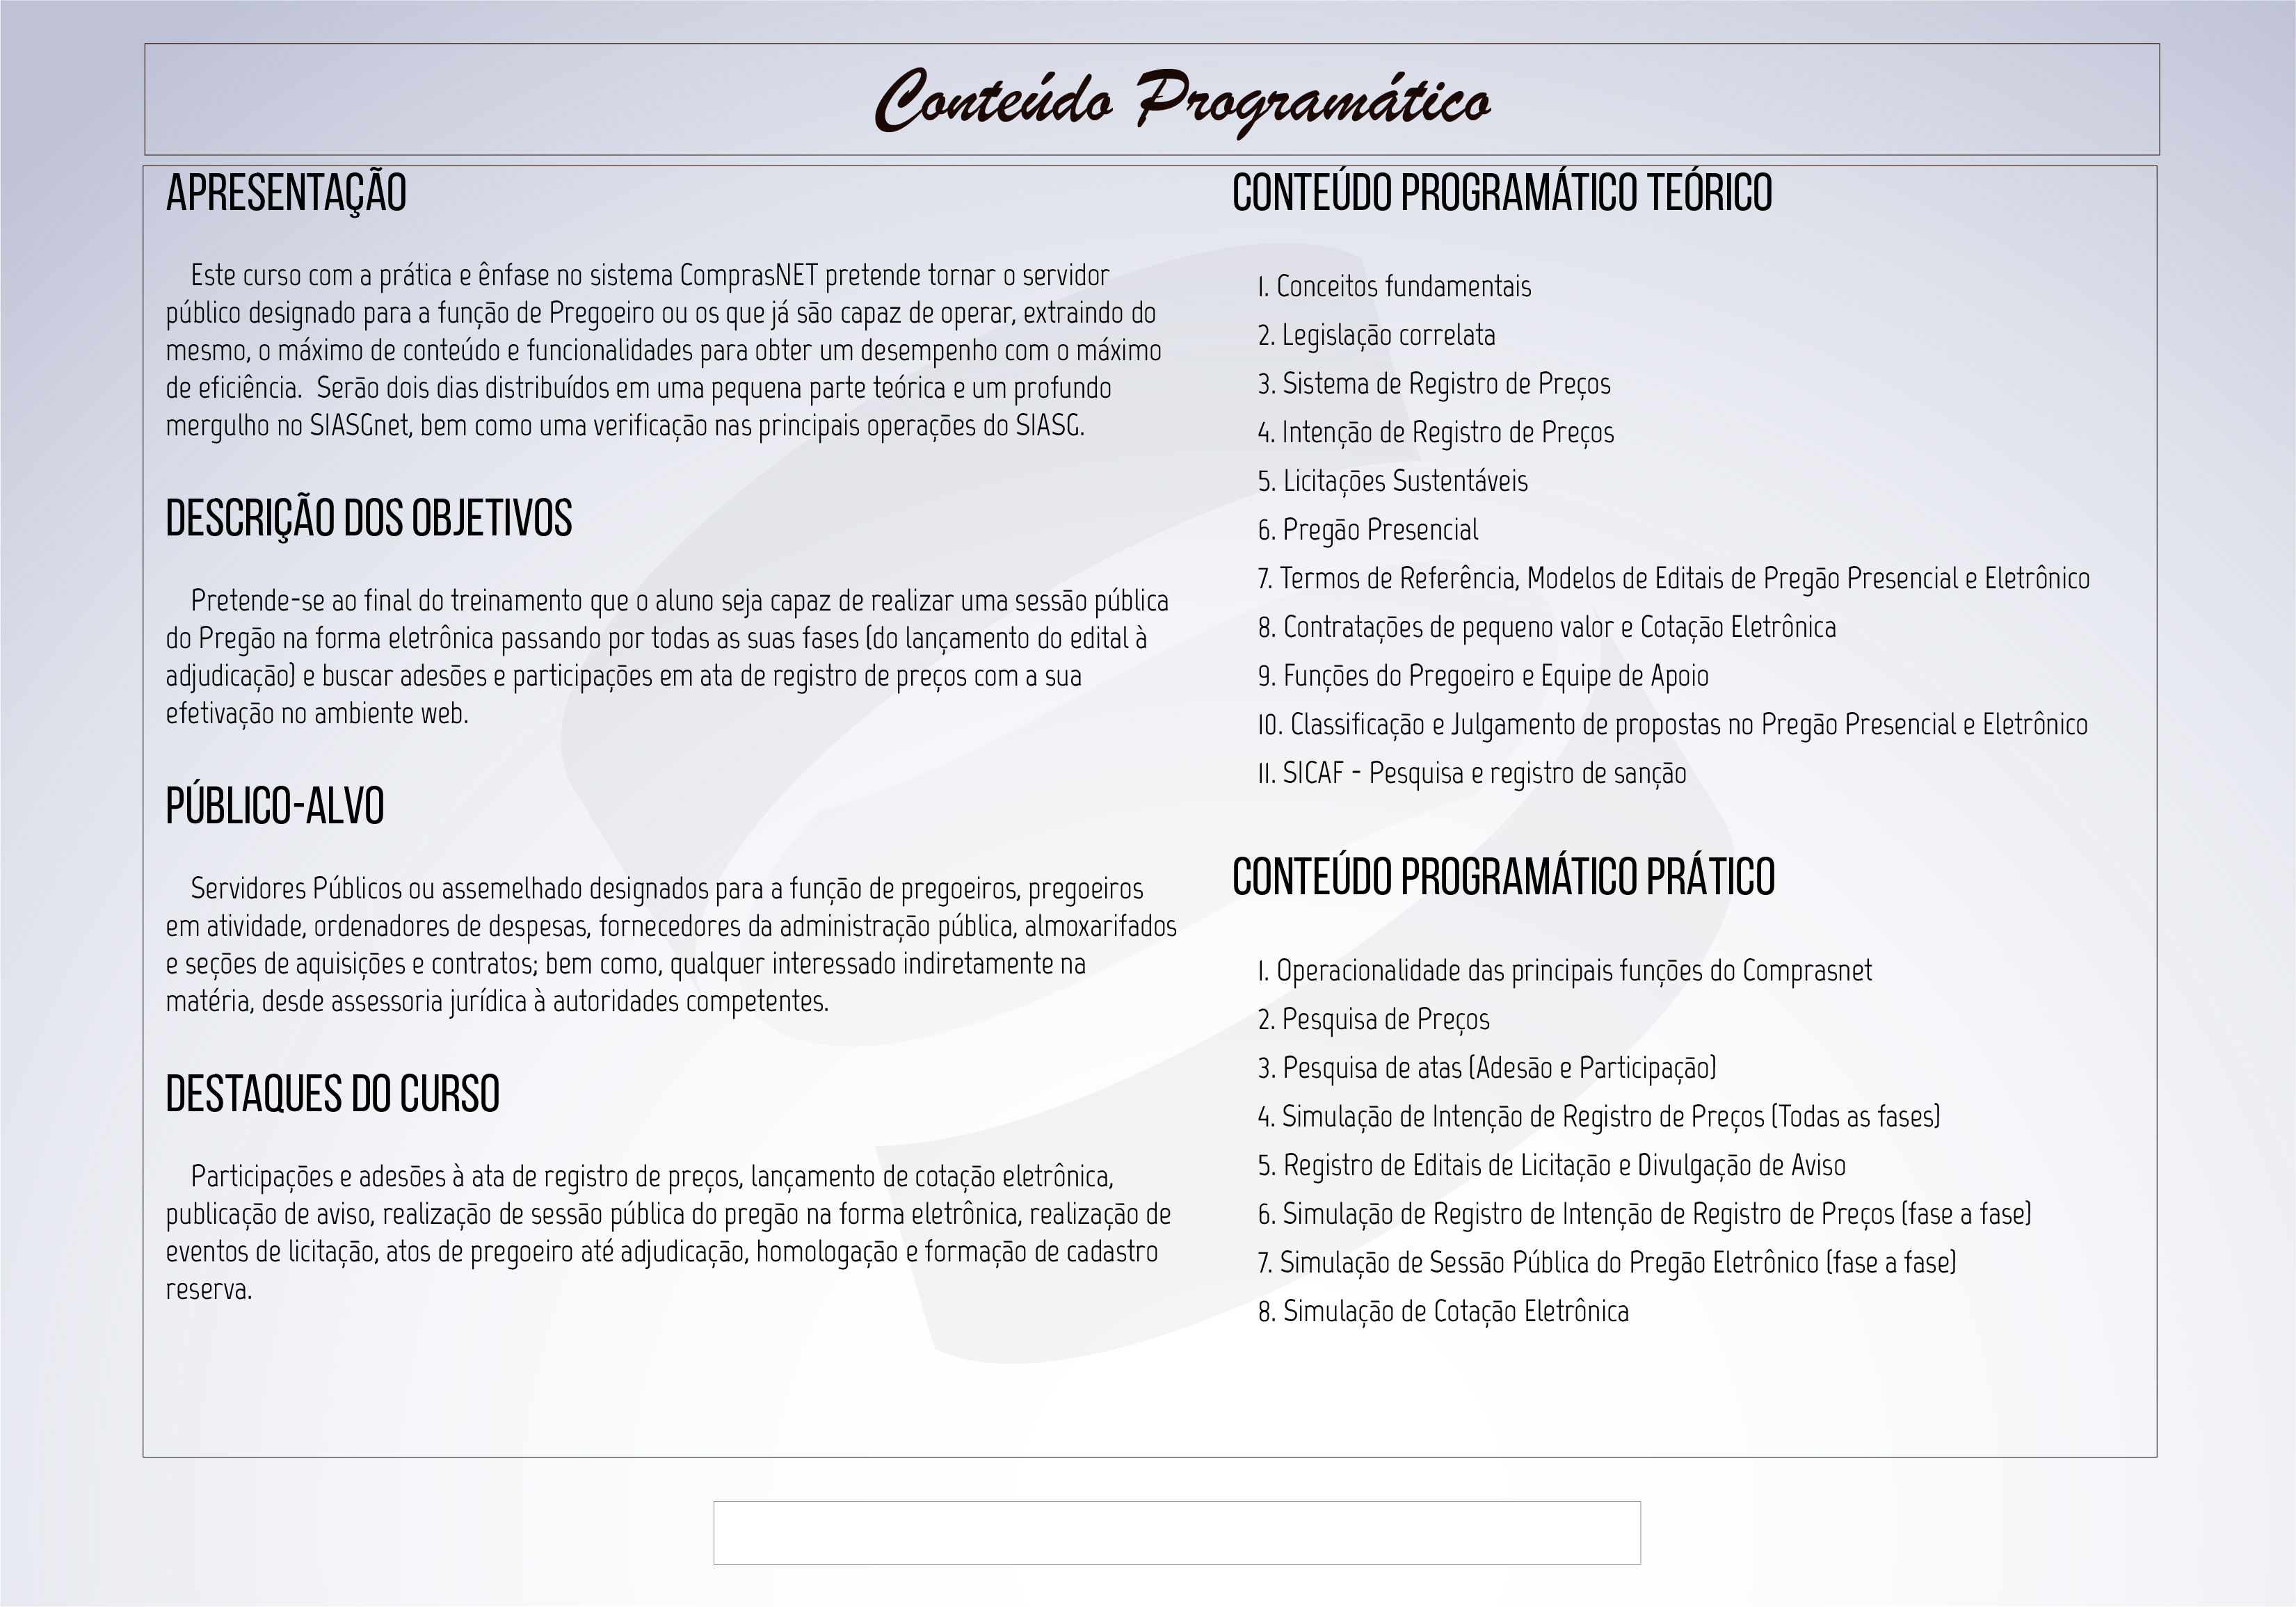 Conteúdo Programático
APRESENTAÇÃO
Este curso com a prática e ênfase no sistema ComprasNET pretende tornar o servidor
público designado para a função de Pregoeiro ou os que já são capaz de operar, extraindo do
mesmo, o máximo de conteúdo e funcionalidades para obter um desempenho com o máximo
de eficiência.  Serão dois dias distribuídos em uma pequena parte teórica e um profundo
mergulho no SIASGnet, bem como uma verificação nas principais operações do SIASG.
DESCRIÇÃO DOS OBJETIVOS
Pretende-se ao final do treinamento que o aluno seja capaz de realizar uma sessão pública
do Pregão na forma eletrônica passando por todas as suas fases (do lançamento do edital à
adjudicação) e buscar adesões e participações em ata de registro de preços com a sua
efetivação no ambiente web.
PÚBLICO-ALVO
Servidores Públicos ou assemelhado designados para a função de pregoeiros, pregoeiros
em atividade, ordenadores de despesas, fornecedores da administração pública, almoxarifados
e seções de aquisições e contratos; bem como, qualquer interessado indiretamente na
matéria, desde assessoria jurídica à autoridades competentes.
DESTAQUES DO CURSO
Participações e adesões à ata de registro de preços, lançamento de cotação eletrônica,
publicação de aviso, realização de sessão pública do pregão na forma eletrônica, realização de
eventos de licitação, atos de pregoeiro até adjudicação, homologação e formação de cadastro
reserva.
CONTEÚDO PROGRAMÁTICO TEÓRICO
1. Conceitos fundamentais
2. Legislação correlata
3. Sistema de Registro de Preços
4. Intenção de Registro de Preços
5. Licitações Sustentáveis
6. Pregão Presencial
7. Termos de Referência, Modelos de Editais de Pregão Presencial e Eletrônico
8. Contratações de pequeno valor e Cotação Eletrônica
9. Funções do Pregoeiro e Equipe de Apoio
10. Classificação e Julgamento de propostas no Pregão Presencial e Eletrônico
11. SICAF - Pesquisa e registro de sanção
CONTEÚDO PROGRAMÁTICO PRÁTICO
1. Operacionalidade das principais funções do Comprasnet
2. Pesquisa de Preços
3. Pesquisa de atas (Adesão e Participação)
4. Simulação de Intenção de Registro de Preços (Todas as fases)
5. Registro de Editais de Licitação e Divulgação de Aviso
6. Simulação de Registro de Intenção de Registro de Preços (fase a fase)
7. Simulação de Sessão Pública do Pregão Eletrônico (fase a fase)
8. Simulação de Cotação Eletrônica